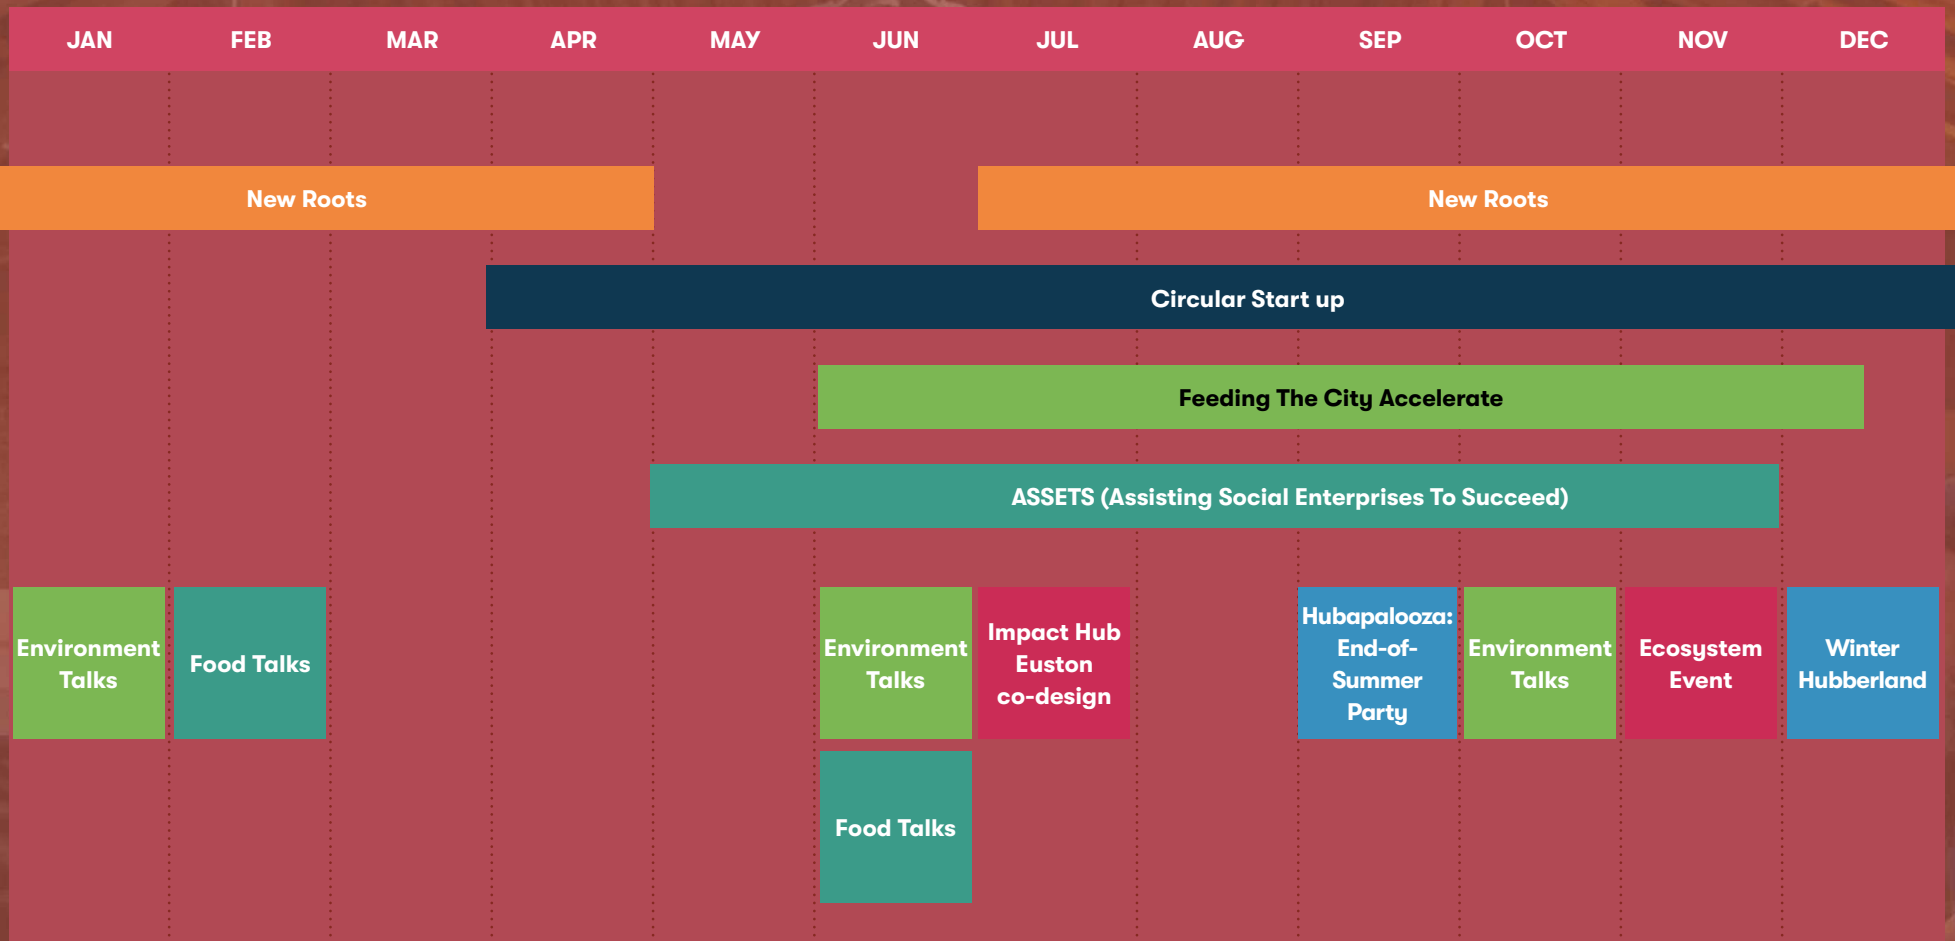 JAN FEB MAR APR MAY JUN JUL AUG SEP OCT NOV DEC
New Roots New Roots
Circular Start up
Feeding The City Accelerate
ASSETS (Assisting Social Enterprises To Succeed)
Environment
Talks
Food Talks
Environment
Talks
Impact Hub
Euston
co-design
Hubapalooza:
End-of-
Summer
Party
Environment
Talks
Ecosystem
Event
Winter
Hubberland
Food Talks